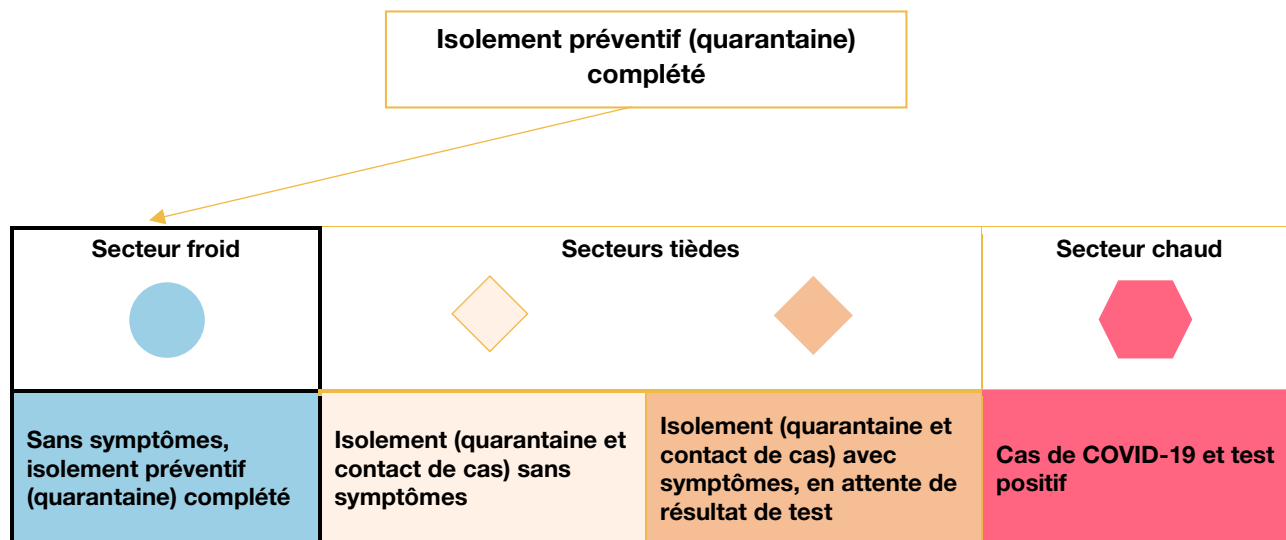 Isolement préventif (quarantaine)
complété
Secteur froid
Secteurs tièdes
Secteur chaud
Sans symptômes,
isolement préventif
(quarantaine) complété
Isolement (quarantaine et
contact de cas) sans
symptômes
Isolement (quarantaine et
contact de cas) avec
symptômes, en attente de
résultat de test
Cas de COVID-19 et test
positif